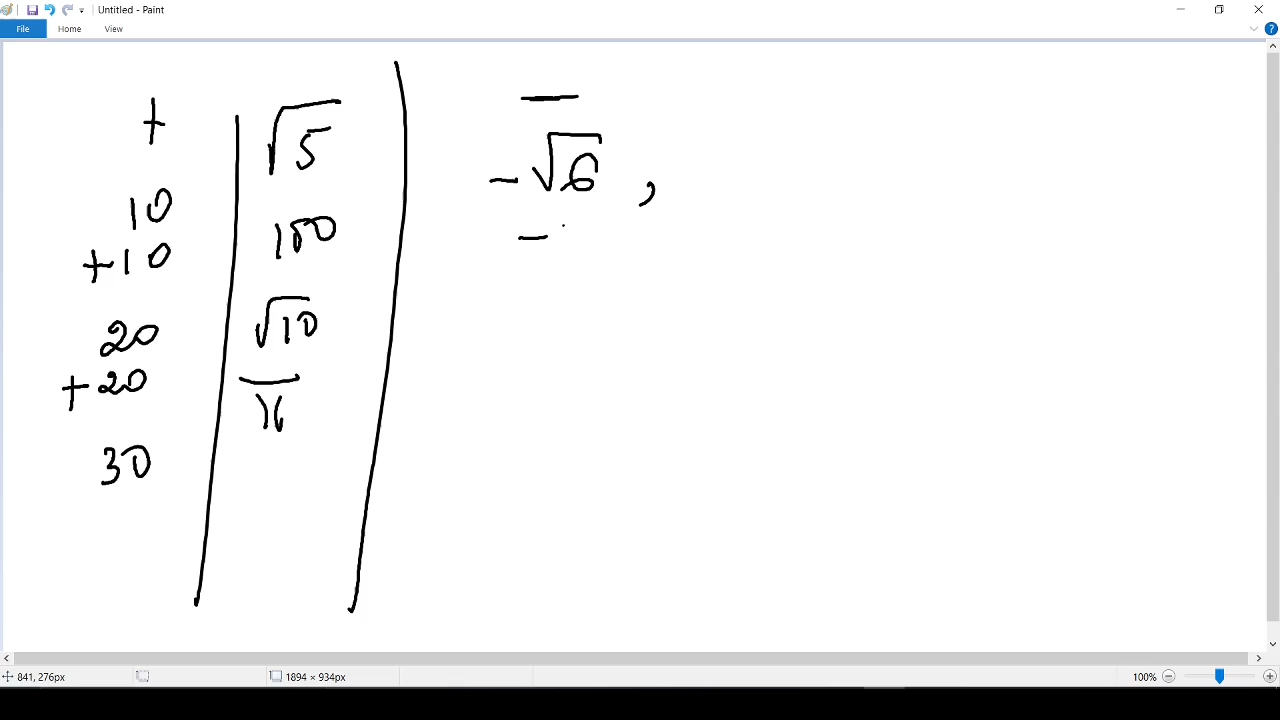 Untitled - Paint
File Home View
+ √5 —
10 100 -√6 ,
+10 -
20 √10
+20 —
30 16
841, 276px 1894 × 934px 100%